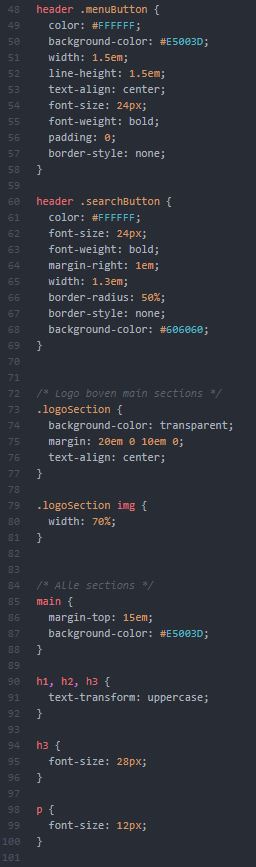 48 header .menuButton {
49 color: #FFFFFF;
50 background-color: #E5003D;
51 width: 1.5em;
52 line-height: 1.5em;
53 text-align: center;
54 font-size: 24px;
55 font-weight: bold;
56 padding: 0;
57 border-style: none;
58 }
59
60 header .searchButton {
61 color: #FFFFFF;
62 font-size: 24px;
63 font-weight: bold;
64 margin-right: 1em;
65 width: 1.3em;
66 border-radius: 50%;
67 border-style: none;
68 background-color: #606060;
69 }
70
71
72 /* Logo boven main sections */
73 .logoSection {
74 background-color: transparent;
75 margin: 20em 0 10em 0;
76 text-align: center;
77 }
78
79 .logoSection img {
80 width: 70%;
81 }
82
83
84 /* Alle sections */
85 main {
86 margin-top: 15em;
87 background-color: #E5003D;
88 }
89
90 h1, h2, h3 {
91 text-transform: uppercase;
92 }
93
94 h3 {
95 font-size: 28px;
96 }
97
98 p {
99 font-size: 12px;
100 }
101